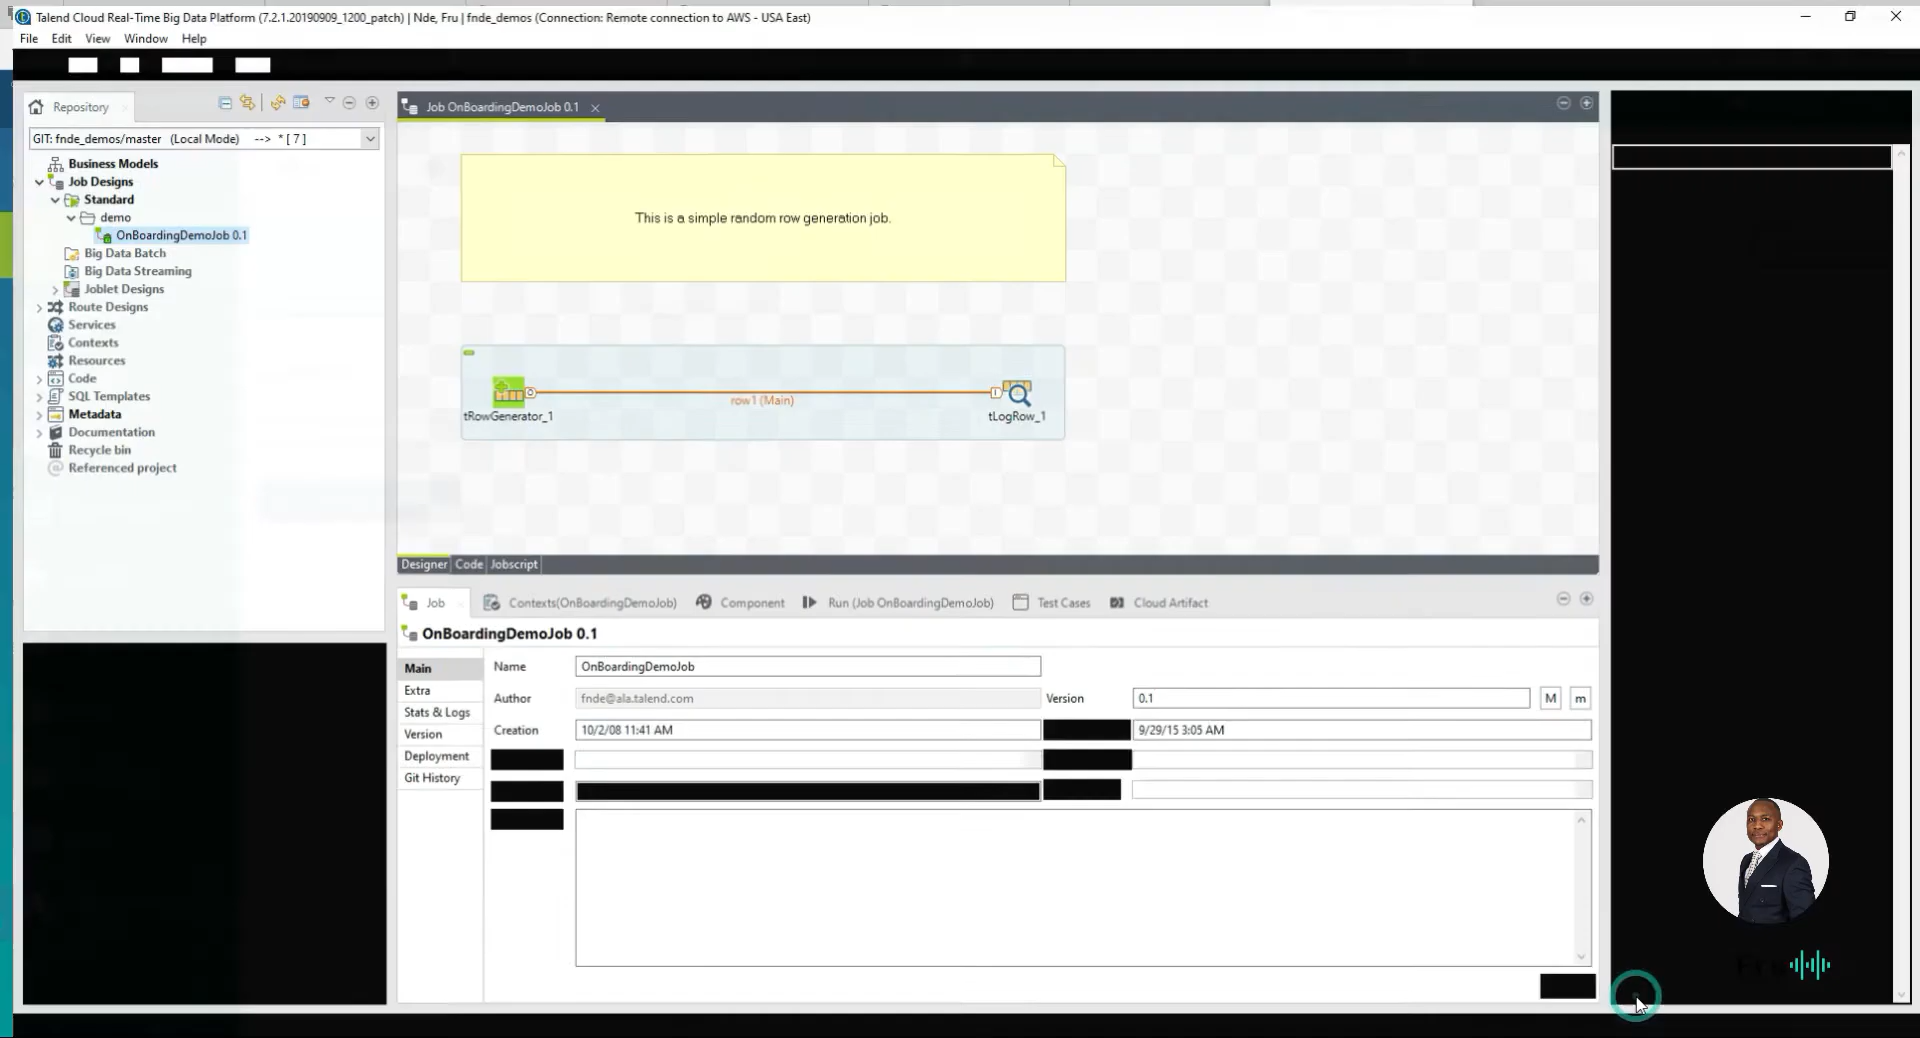 Talend Cloud Real-Time Big Data Platform (7.2.1.20190909_1200_patch) | Nde, Fru | fnde_demos (Connection: Remote connection to AWS - USA East)
File Edit View Window Help
Repository
GIT: fnde_demos/master (Local Mode) --> * [ 7 ]
Business Models
Job Designs
Standard
demo
OnBoardingDemoJob 0.1
Big Data Batch
Big Data Streaming
Joblet Designs
Route Designs
Services
Contexts
Resources
Code
SQL Templates
Metadata
Documentation
Recycle bin
Referenced project
Job OnBoardingDemoJob 0.1
This is a simple random row generation job.
row1 (Main)
tRowGenerator_1
tLogRow_1
Designer Code Jobscript
Job Contexts(OnBoardingDemoJob) Component Run (Job OnBoardingDemoJob) Test Cases Cloud Artifact
OnBoardingDemoJob 0.1
Main
Extra
Stats & Logs
Version
Deployment
Git History
Name OnBoardingDemoJob
Author fnde@ala.talend.com Version 0.1 M m
Creation 10/2/08 11:41 AM 9/29/15 3:05 AM